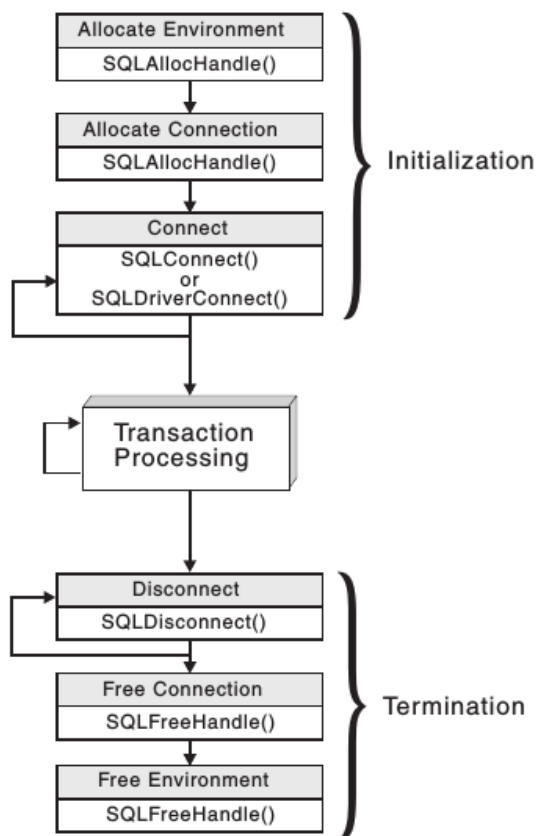 Allocate Environment
SQLAllocHandle()
Allocate Connection
SQLAllocHandle()
Initialization
Connect
SQLConnect()
or
SQLDriverConnect()
Transaction
Processing
Disconnect
SQLDisconnect()
Free Connection
SQLFreeHandle()
Termination
Free Environment
SQLFreeHandle()